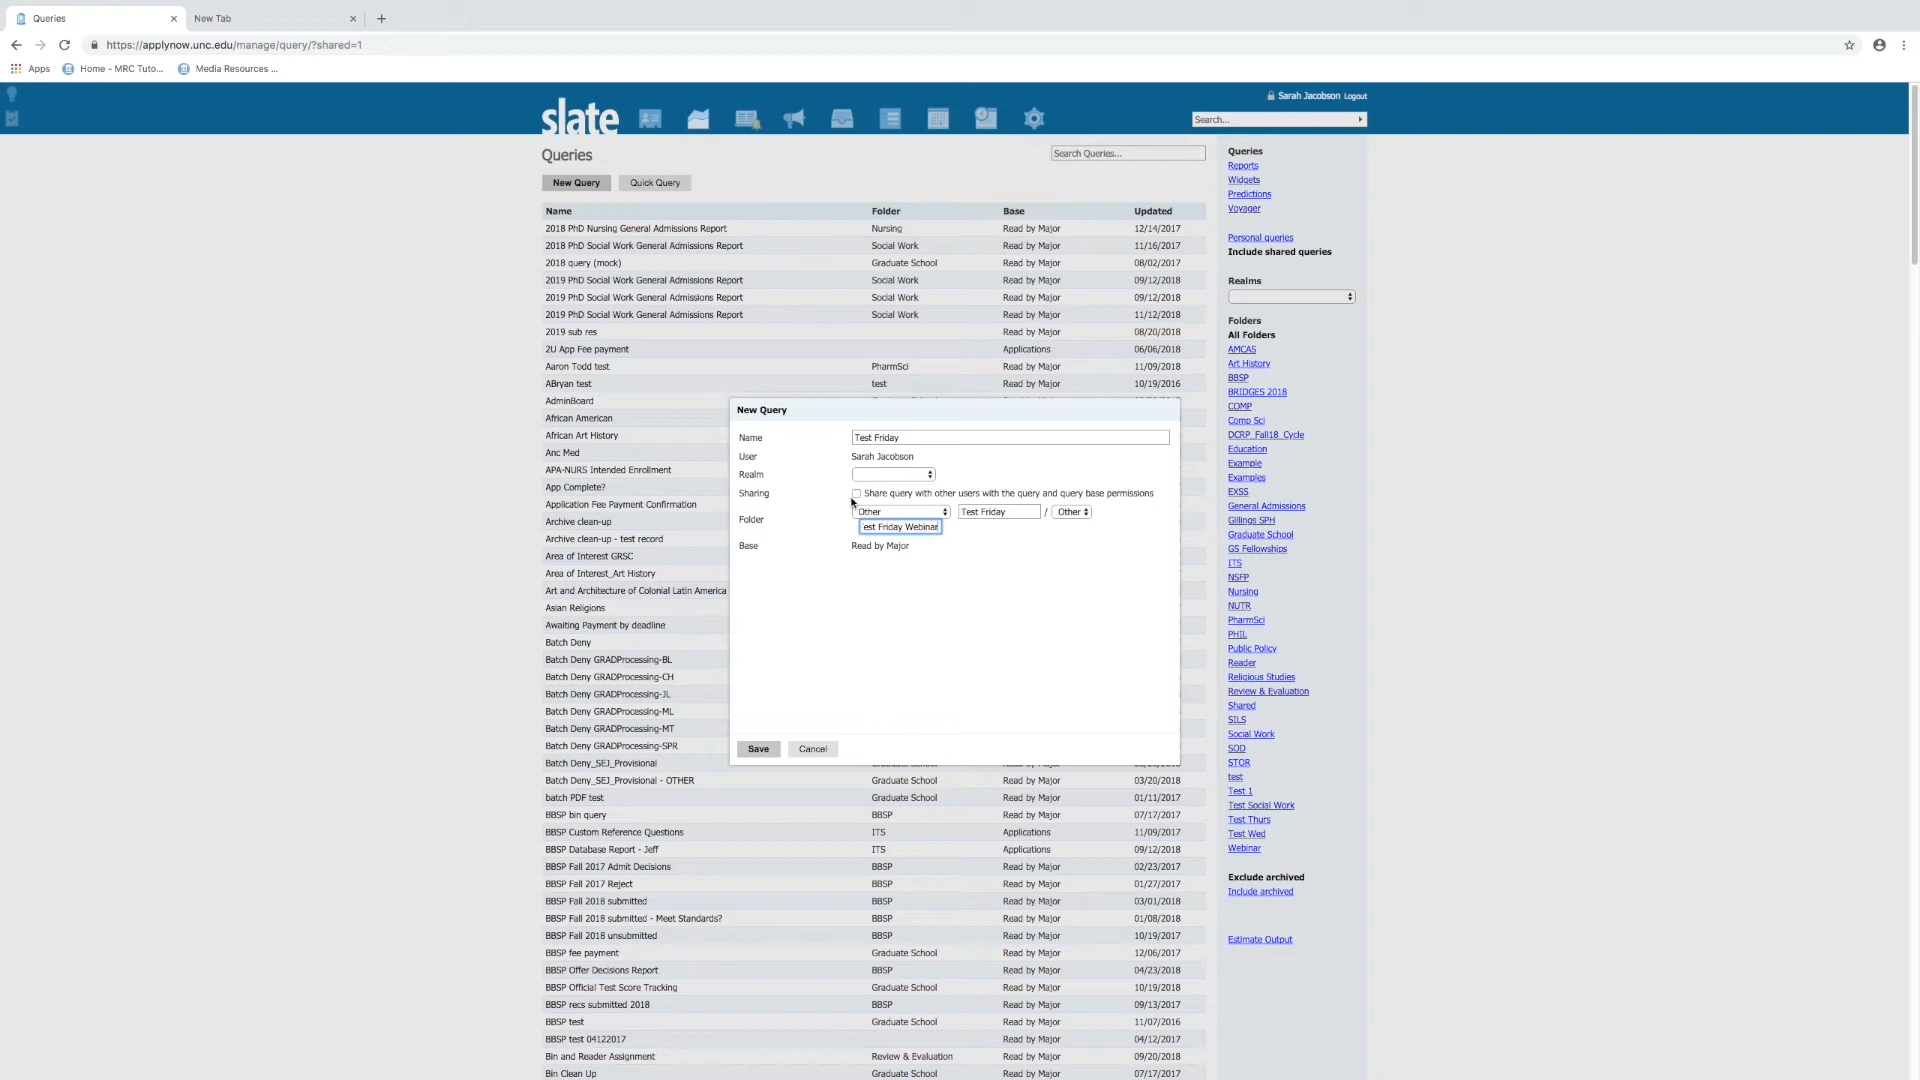 Queries
New Tab
https://applynow.unc.edu/manage/query/?shared=1
Apps Home - MRC Tuto... Media Resources ...
Sarah Jacobson Logout
slate
Search...
Queries
Search Queries...
New Query Quick Query
Name Folder Base Updated
2018 PhD Nursing General Admissions Report Nursing Read by Major 12/14/2017
2018 PhD Social Work General Admissions Report Social Work Read by Major 11/16/2017
2018 query (mock) Graduate School Read by Major 08/02/2017
2019 PhD Social Work General Admissions Report Social Work Read by Major 09/12/2018
2019 PhD Social Work General Admissions Report Social Work Read by Major 09/12/2018
2019 PhD Social Work General Admissions Report Social Work Read by Major 11/12/2018
2019 sub res Read by Major 08/20/2018
2U App Fee payment Applications 06/06/2018
Aaron Todd test PharmSci Read by Major 11/09/2018
ABryan test test Read by Major 10/19/2016
AdminBoard
African American
African Art History
Anc Med
APA-NURS Intended Enrollment
App Complete?
Application Fee Payment Confirmation
Archive clean-up
Archive clean-up - test record
Area of Interest GRSC
Area of Interest_Art History
Art and Architecture of Colonial Latin America
Asian Religions
Awaiting Payment by deadline
Batch Deny
Batch Deny GRADProcessing-BL
Batch Deny GRADProcessing-CH
Batch Deny GRADProcessing-JL
Batch Deny GRADProcessing-ML
Batch Deny GRADProcessing-MT
Batch Deny GRADProcessing-SPR
Batch Deny_SEJ_Provisional
Batch Deny_SEJ_Provisional - OTHER Graduate School Read by Major 03/20/2018
batch PDF test Graduate School Read by Major 01/11/2017
BBSP bin query BBSP Read by Major 07/17/2017
BBSP Custom Reference Questions ITS Applications 11/09/2017
BBSP Database Report - Jeff ITS Applications 09/12/2018
BBSP Fall 2017 Admit Decisions BBSP Read by Major 02/23/2017
BBSP Fall 2017 Reject BBSP Read by Major 01/27/2017
BBSP Fall 2018 submitted BBSP Read by Major 03/01/2018
BBSP Fall 2018 submitted - Meet Standards? BBSP Read by Major 01/08/2018
BBSP Fall 2018 unsubmitted BBSP Read by Major 10/19/2017
BBSP fee payment Graduate School Read by Major 12/06/2017
BBSP Offer Decisions Report BBSP Read by Major 04/23/2018
BBSP Official Test Score Tracking Graduate School Read by Major 10/19/2018
BBSP recs submitted 2018 BBSP Read by Major 09/13/2017
BBSP test Graduate School Read by Major 11/07/2016
BBSP test 04122017 Read by Major 04/12/2017
Bin and Reader Assignment Review & Evaluation Read by Major 09/20/2018
Bin Clean Up Graduate School Read by Major 07/17/2017
New Query
Name Test Friday
User Sarah Jacobson
Realm
Sharing Share query with other users with the query and query base permissions
Folder Other Test Friday / Other
est Friday Webinar
Base Read by Major
Save Cancel
Queries
Reports
Widgets
Predictions
Voyager
Personal queries
Include shared queries
Realms
Folders
All Folders
AMCAS
Art History
BBSP
BRIDGES 2018
COMP
Comp Sci
DCRP_Fall18_Cycle
Education
Example
Examples
EXSS
General Admissions
Gillings SPH
Graduate School
GS Fellowships
ITS
NSFP
Nursing
NUTR
PharmSci
PHIL
Public Policy
Reader
Religious Studies
Review & Evaluation
Shared
SILS
Social Work
SOD
STOR
test
Test 1
Test Social Work
Test Thurs
Test Wed
Webinar
Exclude archived
Include archived
Estimate Output